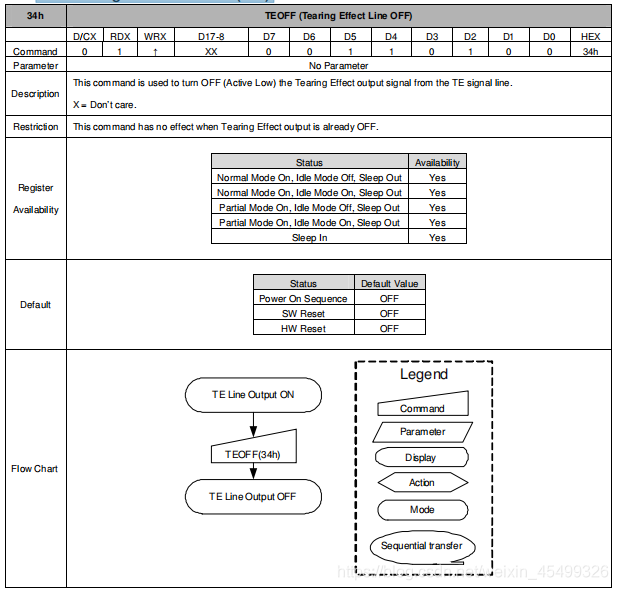 34h TEOFF (Tearing Effect Line OFF)
D/CX RDX WRX D17-8 D7 D6 D5 D4 D3 D2 D1 D0 HEX
Command 0 1 ↑ XX 0 0 1 1 0 1 0 0 34h
Parameter No Parameter
Description
This command is used to turn OFF (Active Low) the Tearing Effect output signal from the TE signal line.
X = Don't care.
Restriction This command has no effect when Tearing Effect output is already OFF.
Register
Availability
Status Availability
Normal Mode On, Idle Mode Off, Sleep Out Yes
Normal Mode On, Idle Mode On, Sleep Out Yes
Partial Mode On, Idle Mode Off, Sleep Out Yes
Partial Mode On, Idle Mode On, Sleep Out Yes
Sleep In Yes
Default
Status Default Value
Power On Sequence OFF
SW Reset OFF
HW Reset OFF
Flow Chart
TE Line Output ON
TEOFF(34h)
TE Line Output OFF
Legend
Command
Parameter
Display
Action
Mode
Sequential transfer
https://blog.csdn.net/weixin_45499326